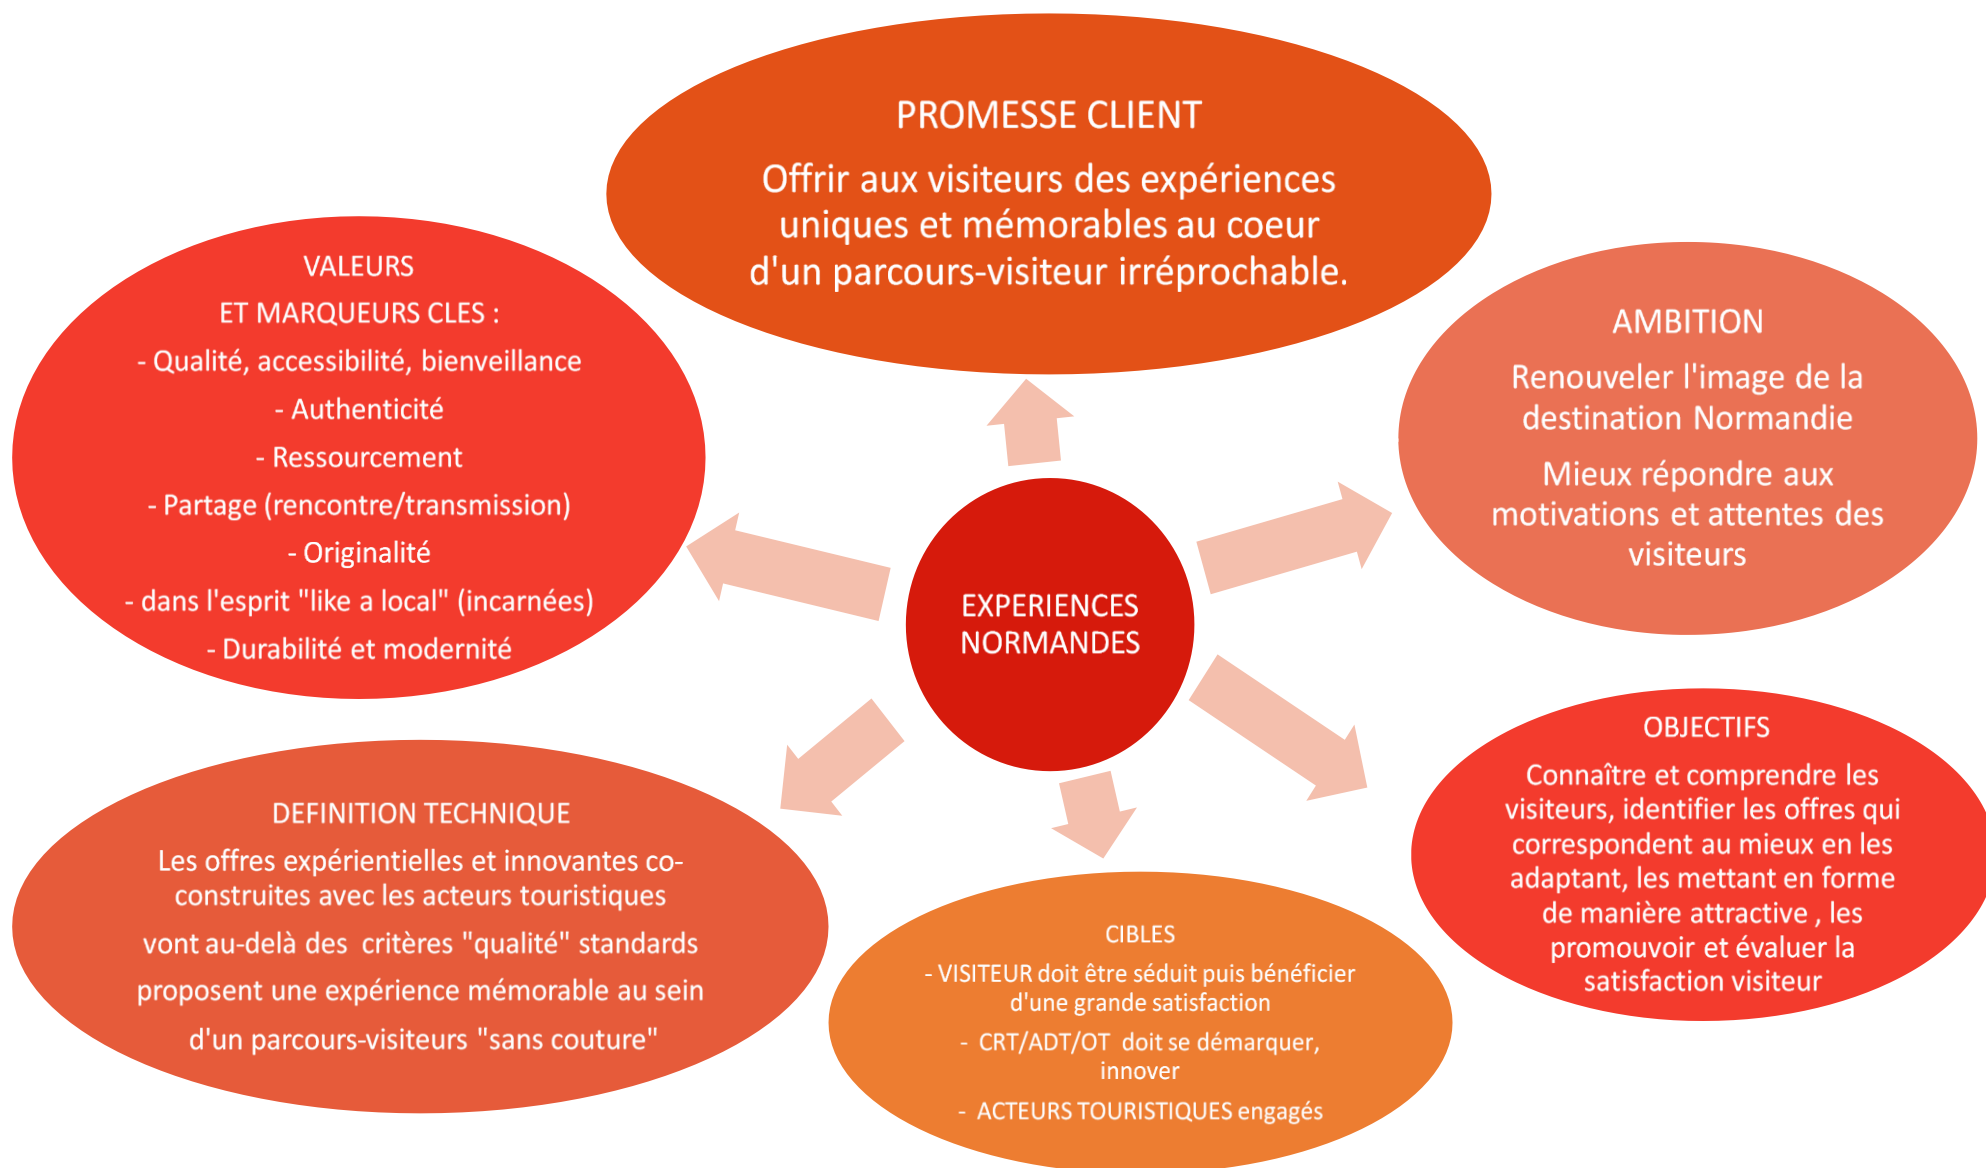 PROMESSE CLIENT
Offrir aux visiteurs des expériences
uniques et mémorables au coeur
d'un parcours-visiteur irréprochable.
AMBITION
Renouveler l'image de la
destination Normandie
Mieux répondre aux
motivations et attentes des
visiteurs
OBJECTIFS
Connaître et comprendre les
visiteurs, identifier les offres qui
correspondent au mieux en les
adaptant, les mettant en forme
de manière attractive , les
promouvoir et évaluer la
satisfaction visiteur
CIBLES
- VISITEUR doit être séduit puis bénéficier
d'une grande satisfaction
- CRT/ADT/OT doit se démarquer,
innover
- ACTEURS TOURISTIQUES engagés
DEFINITION TECHNIQUE
Les offres expérientielles et innovantes co-
construites avec les acteurs touristiques
vont au-delà des critères "qualité" standards
proposent une expérience mémorable au sein
d'un parcours-visiteurs "sans couture"
VALEURS
ET MARQUEURS CLES :
- Qualité, accessibilité, bienveillance
- Authenticité
- Ressourcement
- Partage (rencontre/transmission)
- Originalité
- dans l'esprit "like a local" (incarnées)
- Durabilité et modernité
EXPERIENCES
NORMANDES